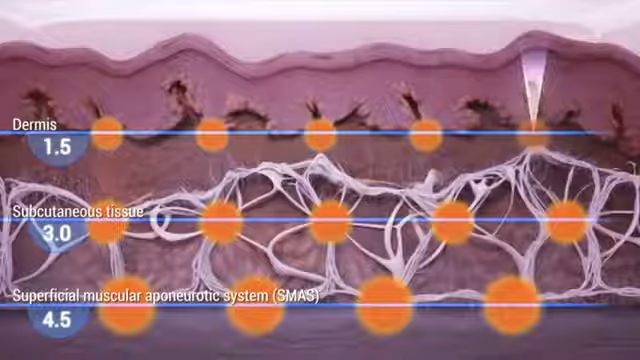 Dermis
1.5
Subcutaneous tissue
3.0
Superficial muscular aponeurotic system (SMAS)
4.5